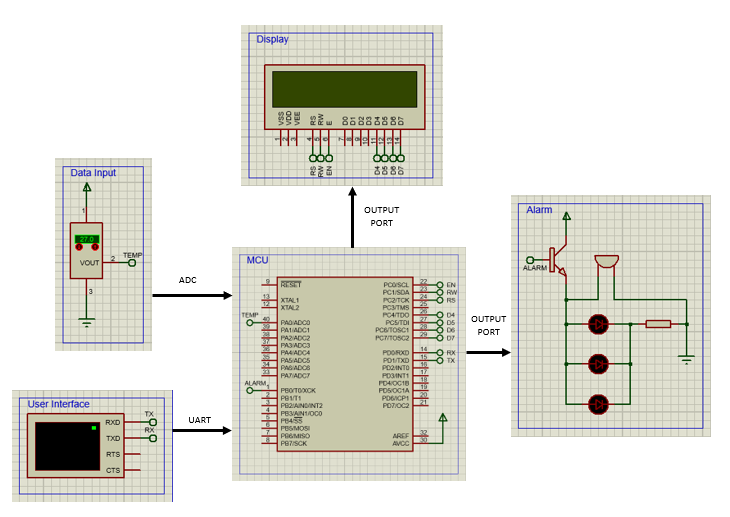 Display
VSS
VDD
VEE
RS
RW
E
D0
D1
D2
D3
D4
D5
D6
D7
1
2
3
4
5
6
7
8
9
10
11
12
13
14
RS
RW
EN
D4
D5
D6
D7
Data Input
1
27.0
VOUT
2
TEMP
3
OUTPUT
PORT
Alarm
ALARM
ADC
MCU
9 RESET PC0/SCL 22 EN
PC1/SDA 23 RW
13 XTAL1 PC2/TCK 24 RS
12 XTAL2 PC3/TMS 25
PC4/TDO 26 D4
TEMP 40 PA0/ADC0 PC5/TDI 27 D5
39 PA1/ADC1 PC6/TOSC1 28 D6
38 PA2/ADC2 PC7/TOSC2 29 D7
37 PA3/ADC3
36 PA4/ADC4 PD0/RXD 14 RX
35 PA5/ADC5 PD1/TXD 15 TX
34 PA6/ADC6 PD2/INT0 16
33 PA7/ADC7 PD3/INT1 17
PD4/OC1B 18
ALARM 1 PB0/T0/XCK PD5/OC1A 19
2 PB1/T1 PD6/ICP1 20
3 PB2/AIN0/INT2 PD7/OC2 21
4 PB3/AIN1/OC0
5 PB4/SS
6 PB5/MOSI
7 PB6/MISO AREF 32
8 PB7/SCK AVCC 30
OUTPUT
PORT
User Interface
RXD TX
TXD RX
RTS
CTS
UART